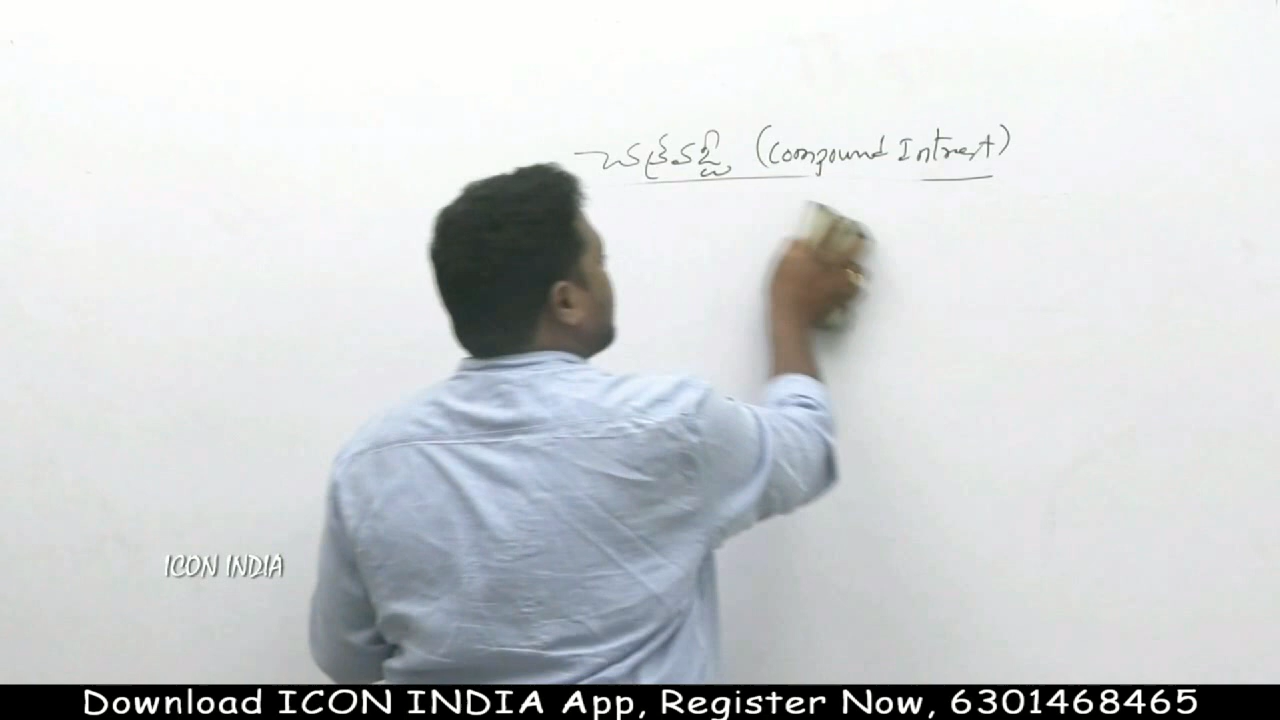 చక్రవడ్డీ (Compound Intrest)
ICON INDIA
Download ICON INDIA App, Register Now, 6301468465